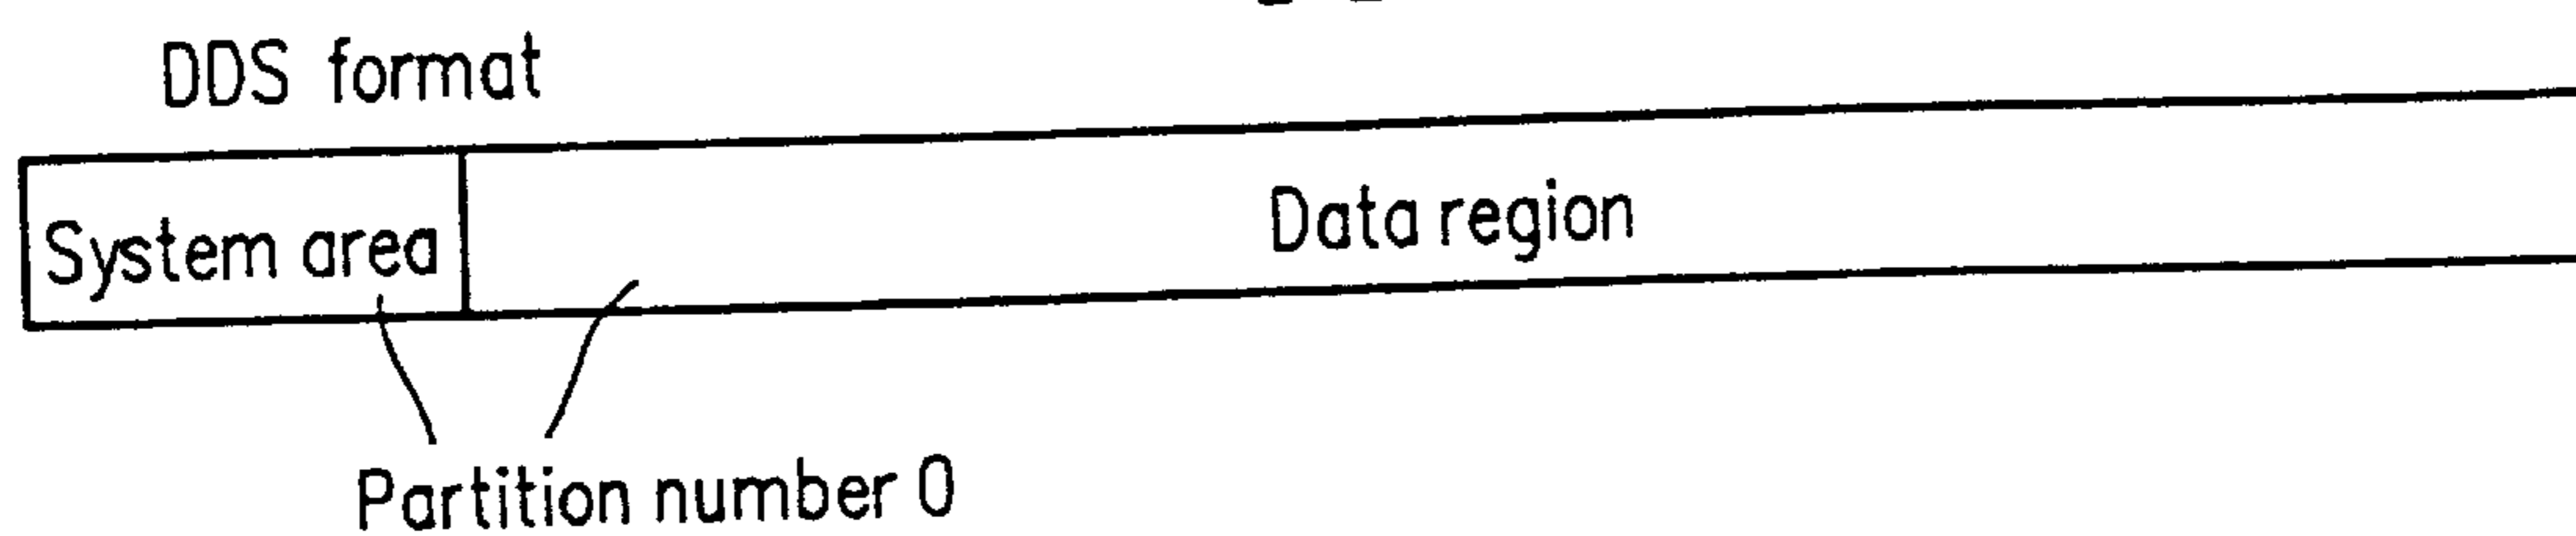 DDS format
System area
Data region
Partition number 0